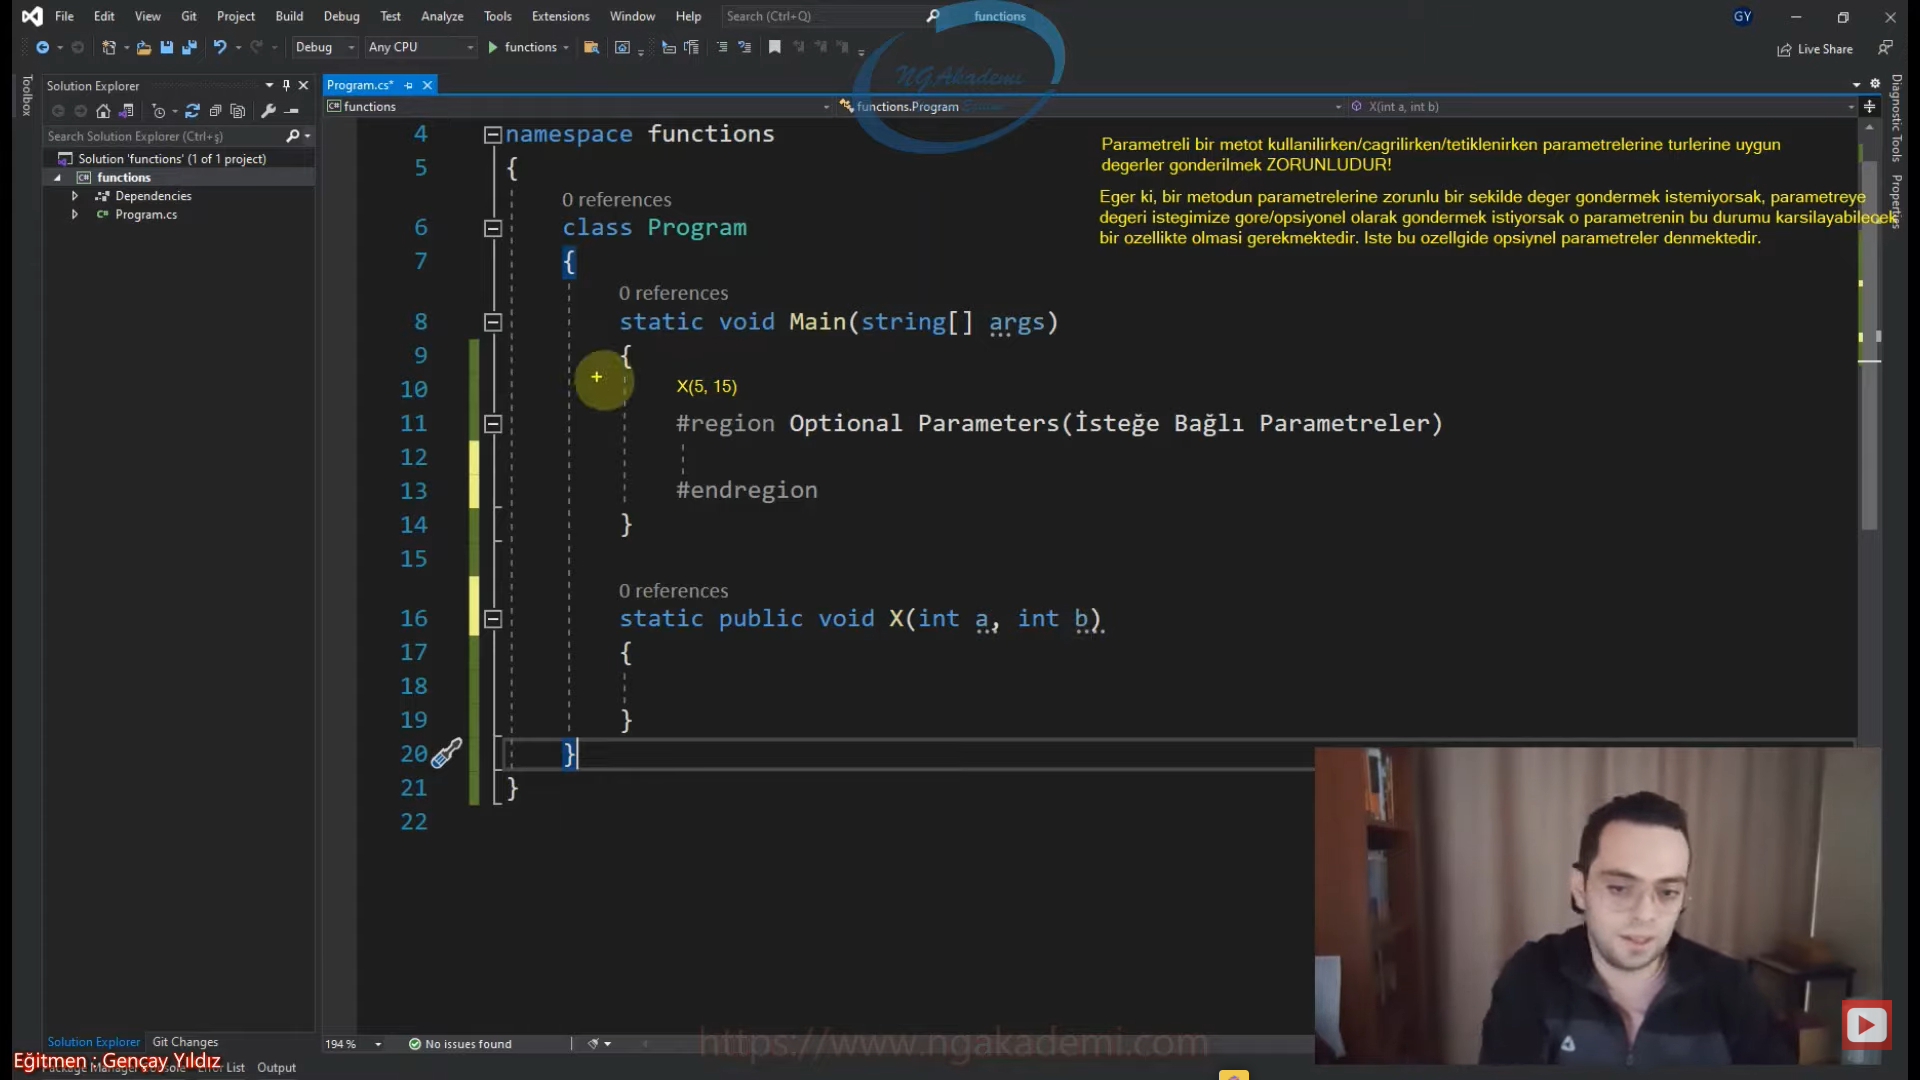 File Edit View Git Project Build Debug Test Analyze Tools Extensions Window Help Search (Ctrl+Q) functions GY
Debug Any CPU functions Live Share
Toolbox
Solution Explorer
Search Solution Explorer (Ctrl+ş)
Solution 'functions' (1 of 1 project)
functions
Dependencies
Program.cs
Program.cs*
functions functions.Program X(int a, int b)
NGAkademi
Diagnostic Tools
Properties
Parametreli bir metot kullanilirken/cagrilirken/tetiklenirken parametrelerine turlerine uygun
degerler gonderilmek ZORUNLUDUR!
Eger ki, bir metodun parametrelerine zorunlu bir sekilde deger gondermek istemiyorsak, parametreye
degeri istegimize gore/opsiyonel olarak gondermek istiyorsak o parametrenin bu durumu karsilayabilecek
bir ozellikte olmasi gerekmektedir. Iste bu ozellgide opsiynel parametreler denmektedir.
4 namespace functions
5 {
0 references
6 class Program
7 {
0 references
8 static void Main(string[] args)
9 {
10 X(5, 15)
11 #region Optional Parameters(İsteğe Bağlı Parametreler)
12
13 #endregion
14 }
15
0 references
16 static public void X(int a, int b)
17 {
18
19 }
20 }
21 }
22
194 % No issues found
https://www.ngakademi.com
Solution Explorer Git Changes
Eğitmen : Gençay Yıldız
Error List Output